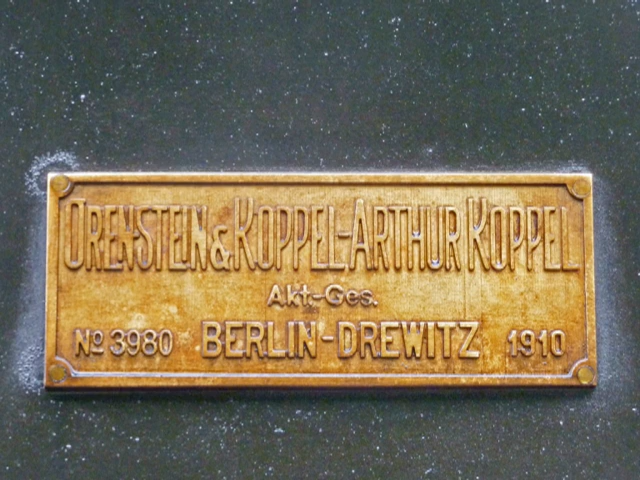 ORENSTEIN & KOPPEL-ARTHUR KOPPEL
Akt.-Ges.
No 3980 BERLIN-DREWITZ 1910